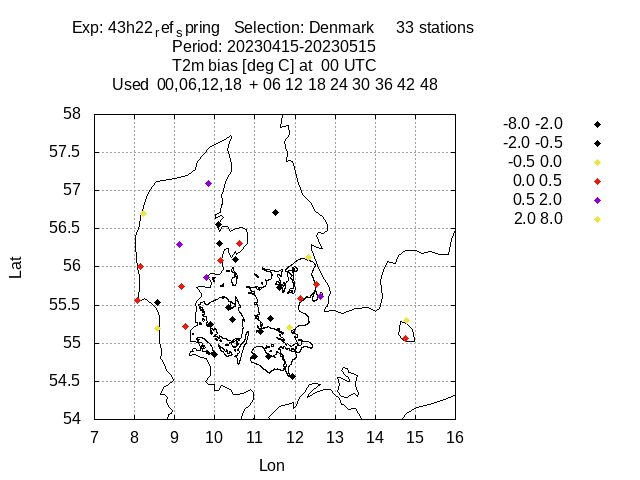 Exp: 43h22ref spring   Selection: Denmark     33 stations
Period: 20230415-20230515
T2m bias [deg C] at  00 UTC
Used  00,06,12,18  + 06 12 18 24 30 36 42 48
58
57.5
57
56.5
56
55.5
55
54.5
54
7 8 9 10 11 12 13 14 15 16
Lat
Lon
-8.0 -2.0
-2.0 -0.5
-0.5 0.0
0.0 0.5
0.5 2.0
2.0 8.0